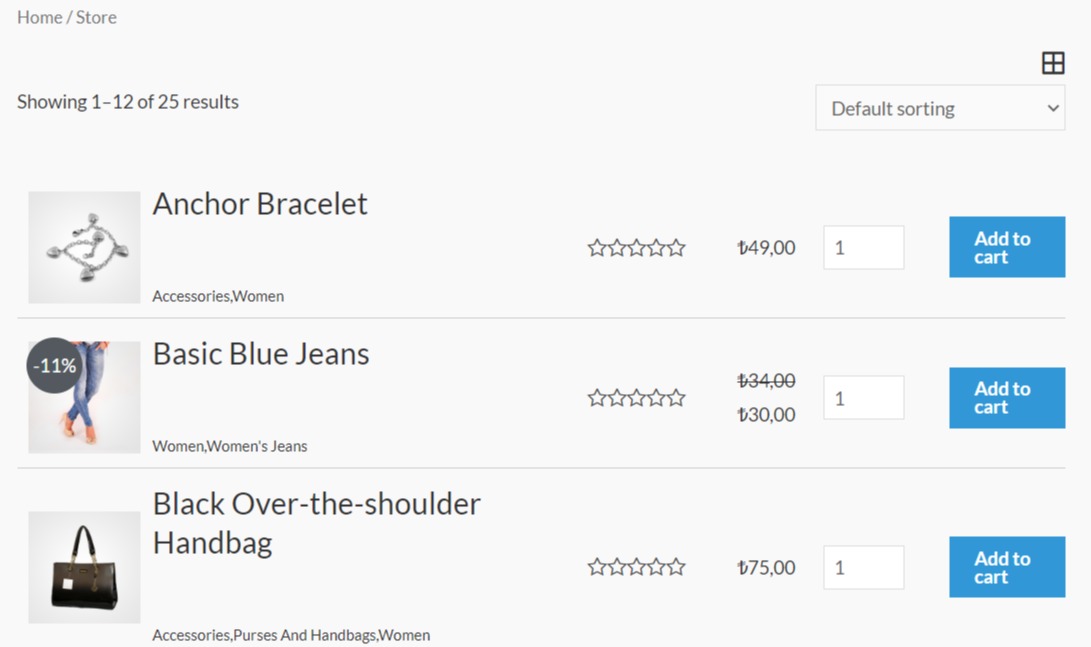 Home / Store
Showing 1–12 of 25 results
Default sorting
Anchor Bracelet
₺49,00
1
Add to
cart
Accessories,Women
-11%
Basic Blue Jeans
₺34,00
₺30,00
1
Add to
cart
Women,Women's Jeans
Black Over-the-shoulder
Handbag
₺75,00
1
Add to
cart
Accessories,Purses And Handbags,Women